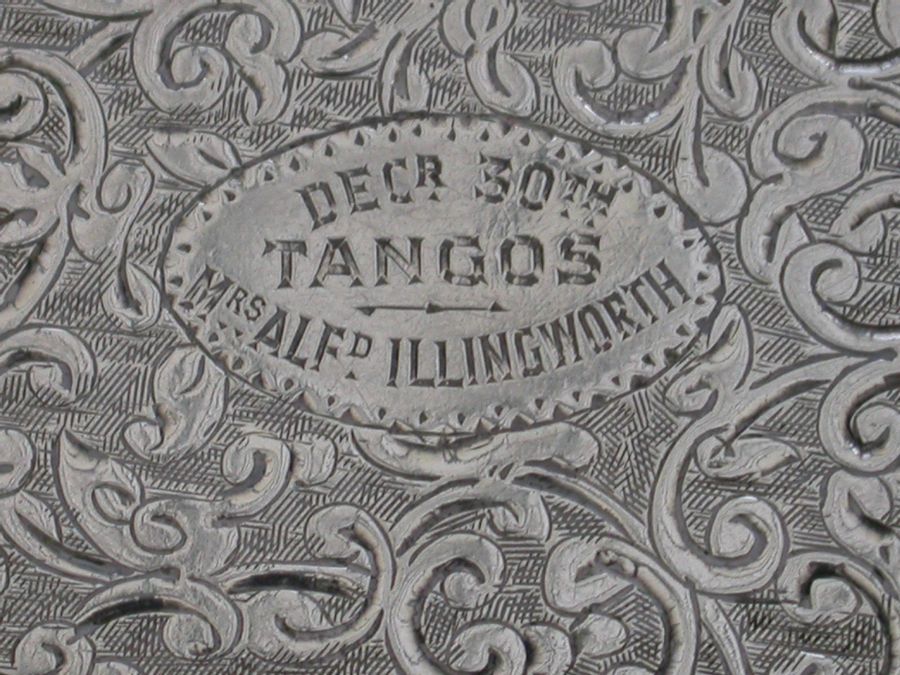 DECR 30TH
TANGOS
MRS ALFD ILLINGWORTH